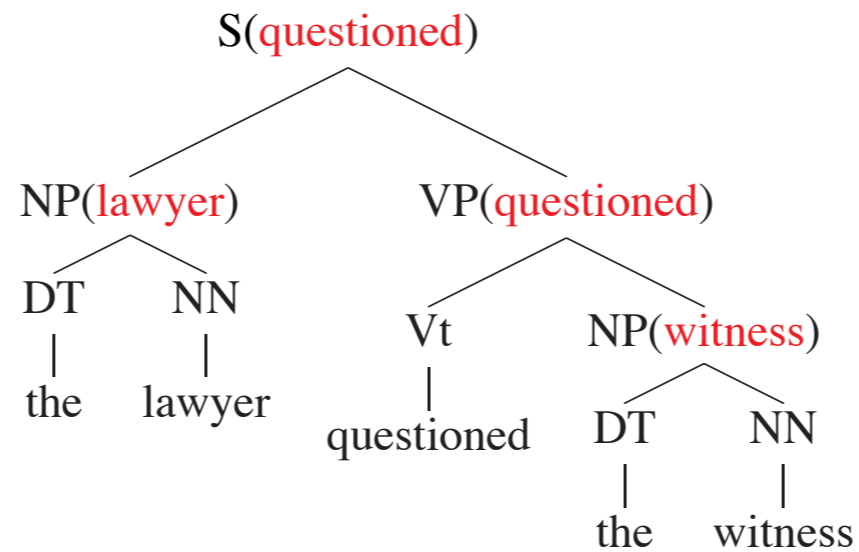 S(questioned)
NP(lawyer) VP(questioned)
DT NN
Vt NP(witness)
the lawyer
questioned DT NN
the witness